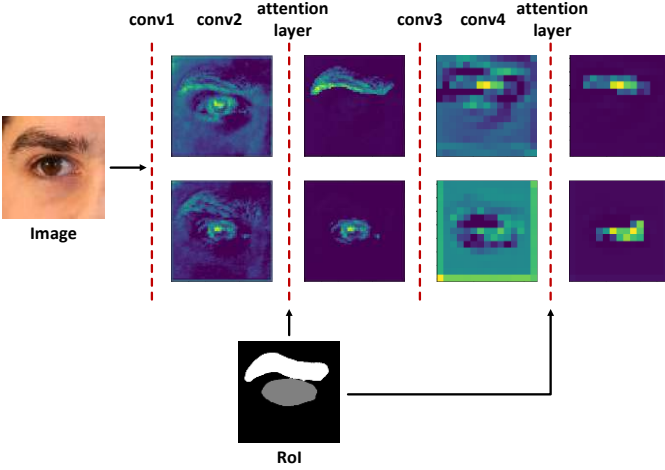 conv1 conv2 attention layer conv3 conv4 attention layer
Image
RoI